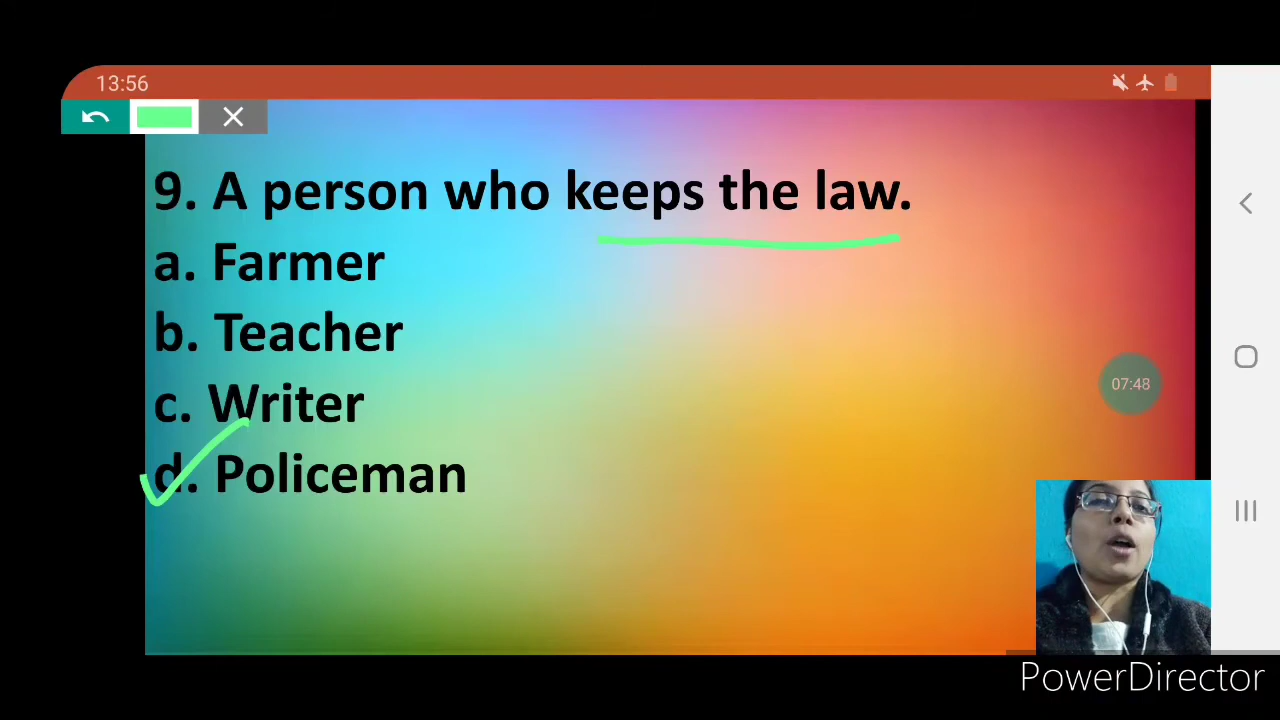 13:56
9. A person who keeps the law.
a. Farmer
b. Teacher
c. Writer
d. Policeman
07:48
PowerDirector